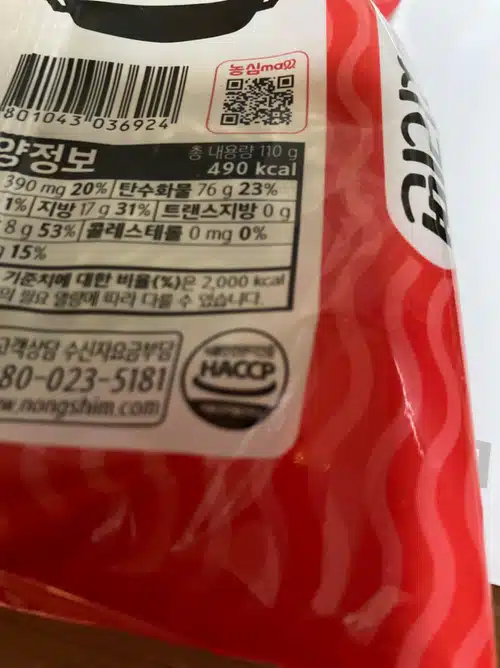 농심ma
801043 036924
양정보
총 내용량 110 g
490 kcal
390 mg 20% 탄수화물 76 g 23%
1% 지방 17 g 31% 트랜스지방 0 g
8 g 53% 콜레스테롤 0 mg 0%
15%
기준치에 대한 비율(%)은 2,000 kcal
의 필요 열량에 따라 다를 수 있습니다.
고객상담 수신자요금부담
80-023-5181
w.nongshim.com
HACCP